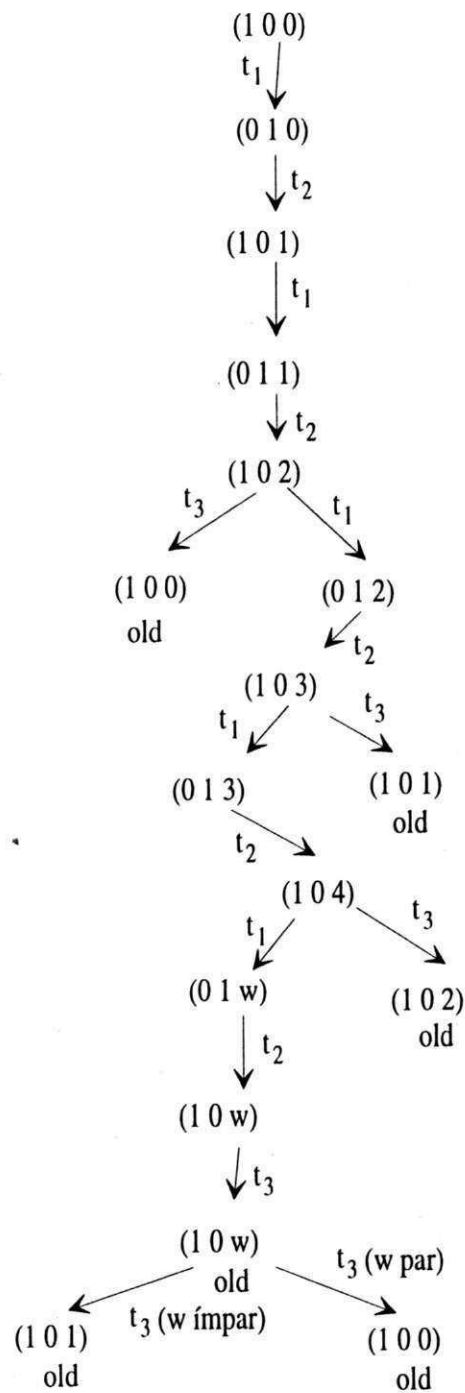 (1 0 0)
t1
(0 1 0)
t2
(1 0 1)
t1
(0 1 1)
t2
(1 0 2)
t3 t1
(1 0 0) (0 1 2)
old
t2
(1 0 3)
t1 t3
(0 1 3) (1 0 1)
old
t2
(1 0 4)
t1 t3
(0 1 w) (1 0 2)
old
t2
(1 0 w)
t3
(1 0 w)
old
t3 (w par)
t3 (w ímpar)
(1 0 1) (1 0 0)
old old